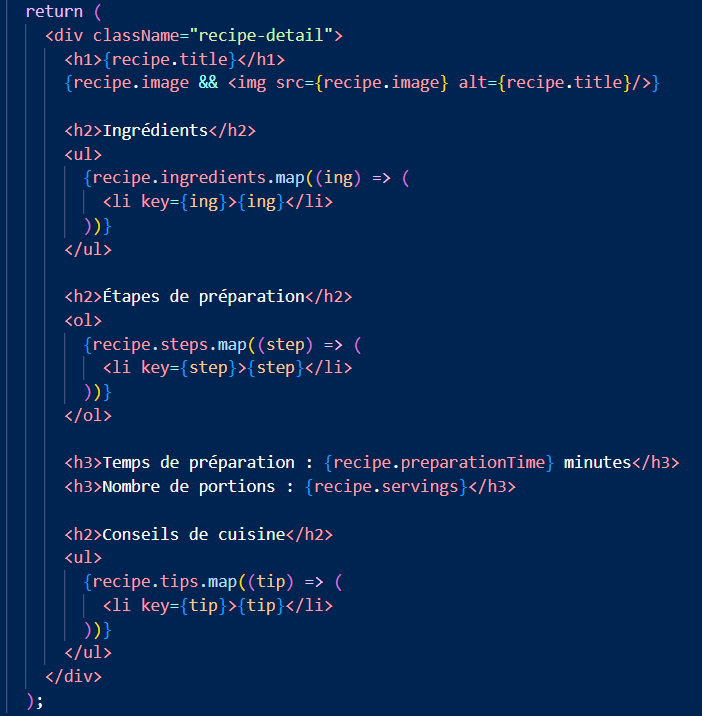 return (
<div className="recipe-detail">
<h1>{recipe.title}</h1>
{recipe.image && <img src={recipe.image} alt={recipe.title}/>}
<h2>Ingrédients</h2>
<ul>
{recipe.ingredients.map((ing) => (
<li key={ing}>{ing}</li>
))}
</ul>
<h2>Étapes de préparation</h2>
<ol>
{recipe.steps.map((step) => (
<li key={step}>{step}</li>
))}
</ol>
<h3>Temps de préparation : {recipe.preparationTime} minutes</h3>
<h3>Nombre de portions : {recipe.servings}</h3>
<h2>Conseils de cuisine</h2>
<ul>
{recipe.tips.map((tip) => (
<li key={tip}>{tip}</li>
))}
</ul>
</div>
);